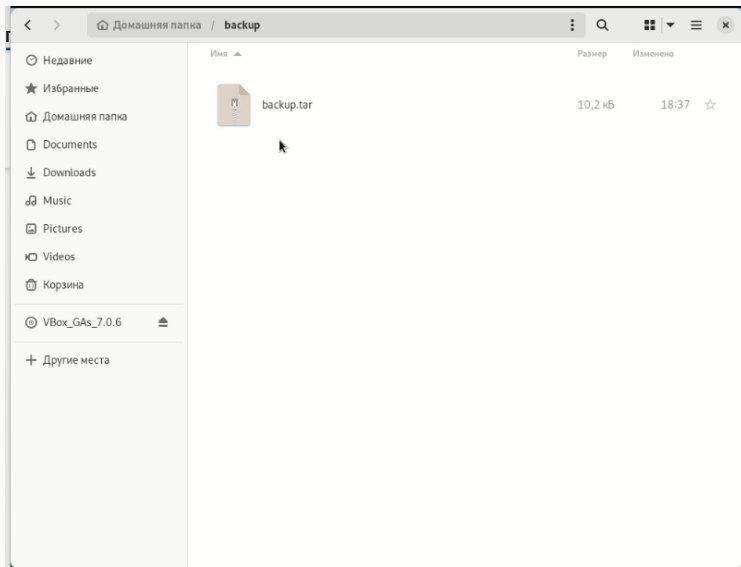 Домашняя папка / backup
Недавние
Избранные
Домашняя папка
Documents
Downloads
Music
Pictures
Videos
Корзина
VBox_GAs_7.0.6
Другие места
Имя Размер Изменено
backup.tar 10,2 кБ 18:37